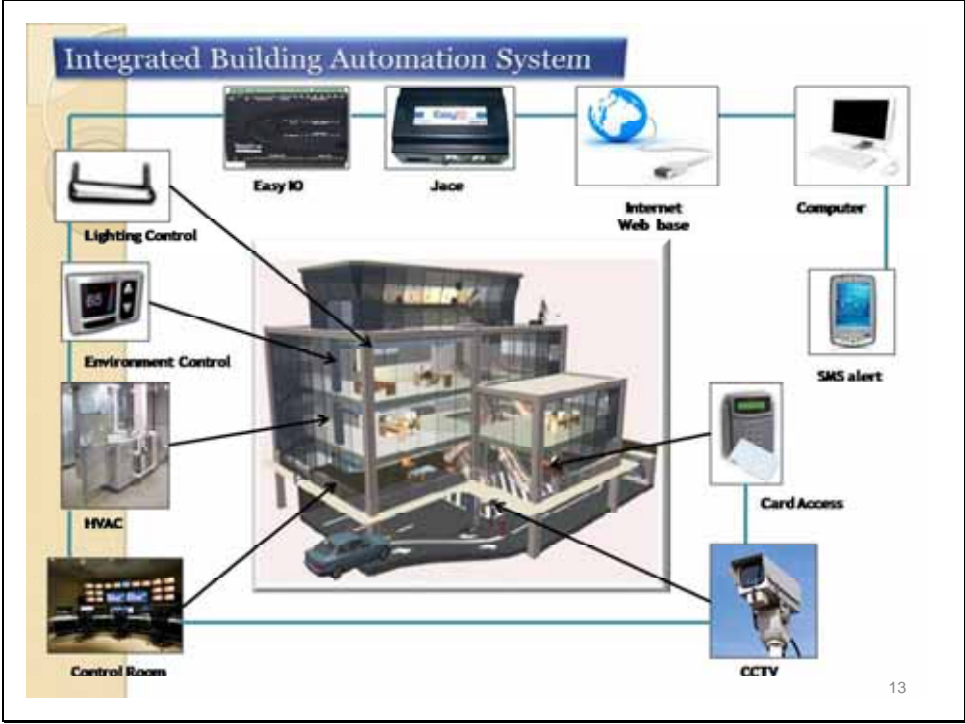 Integrated Building Automation System
Easy IO
Jace
Internet
Web base
Computer
Lighting Control
Environment Control
SMS alert
HVAC
Card Access
Control Room
CCTV
13